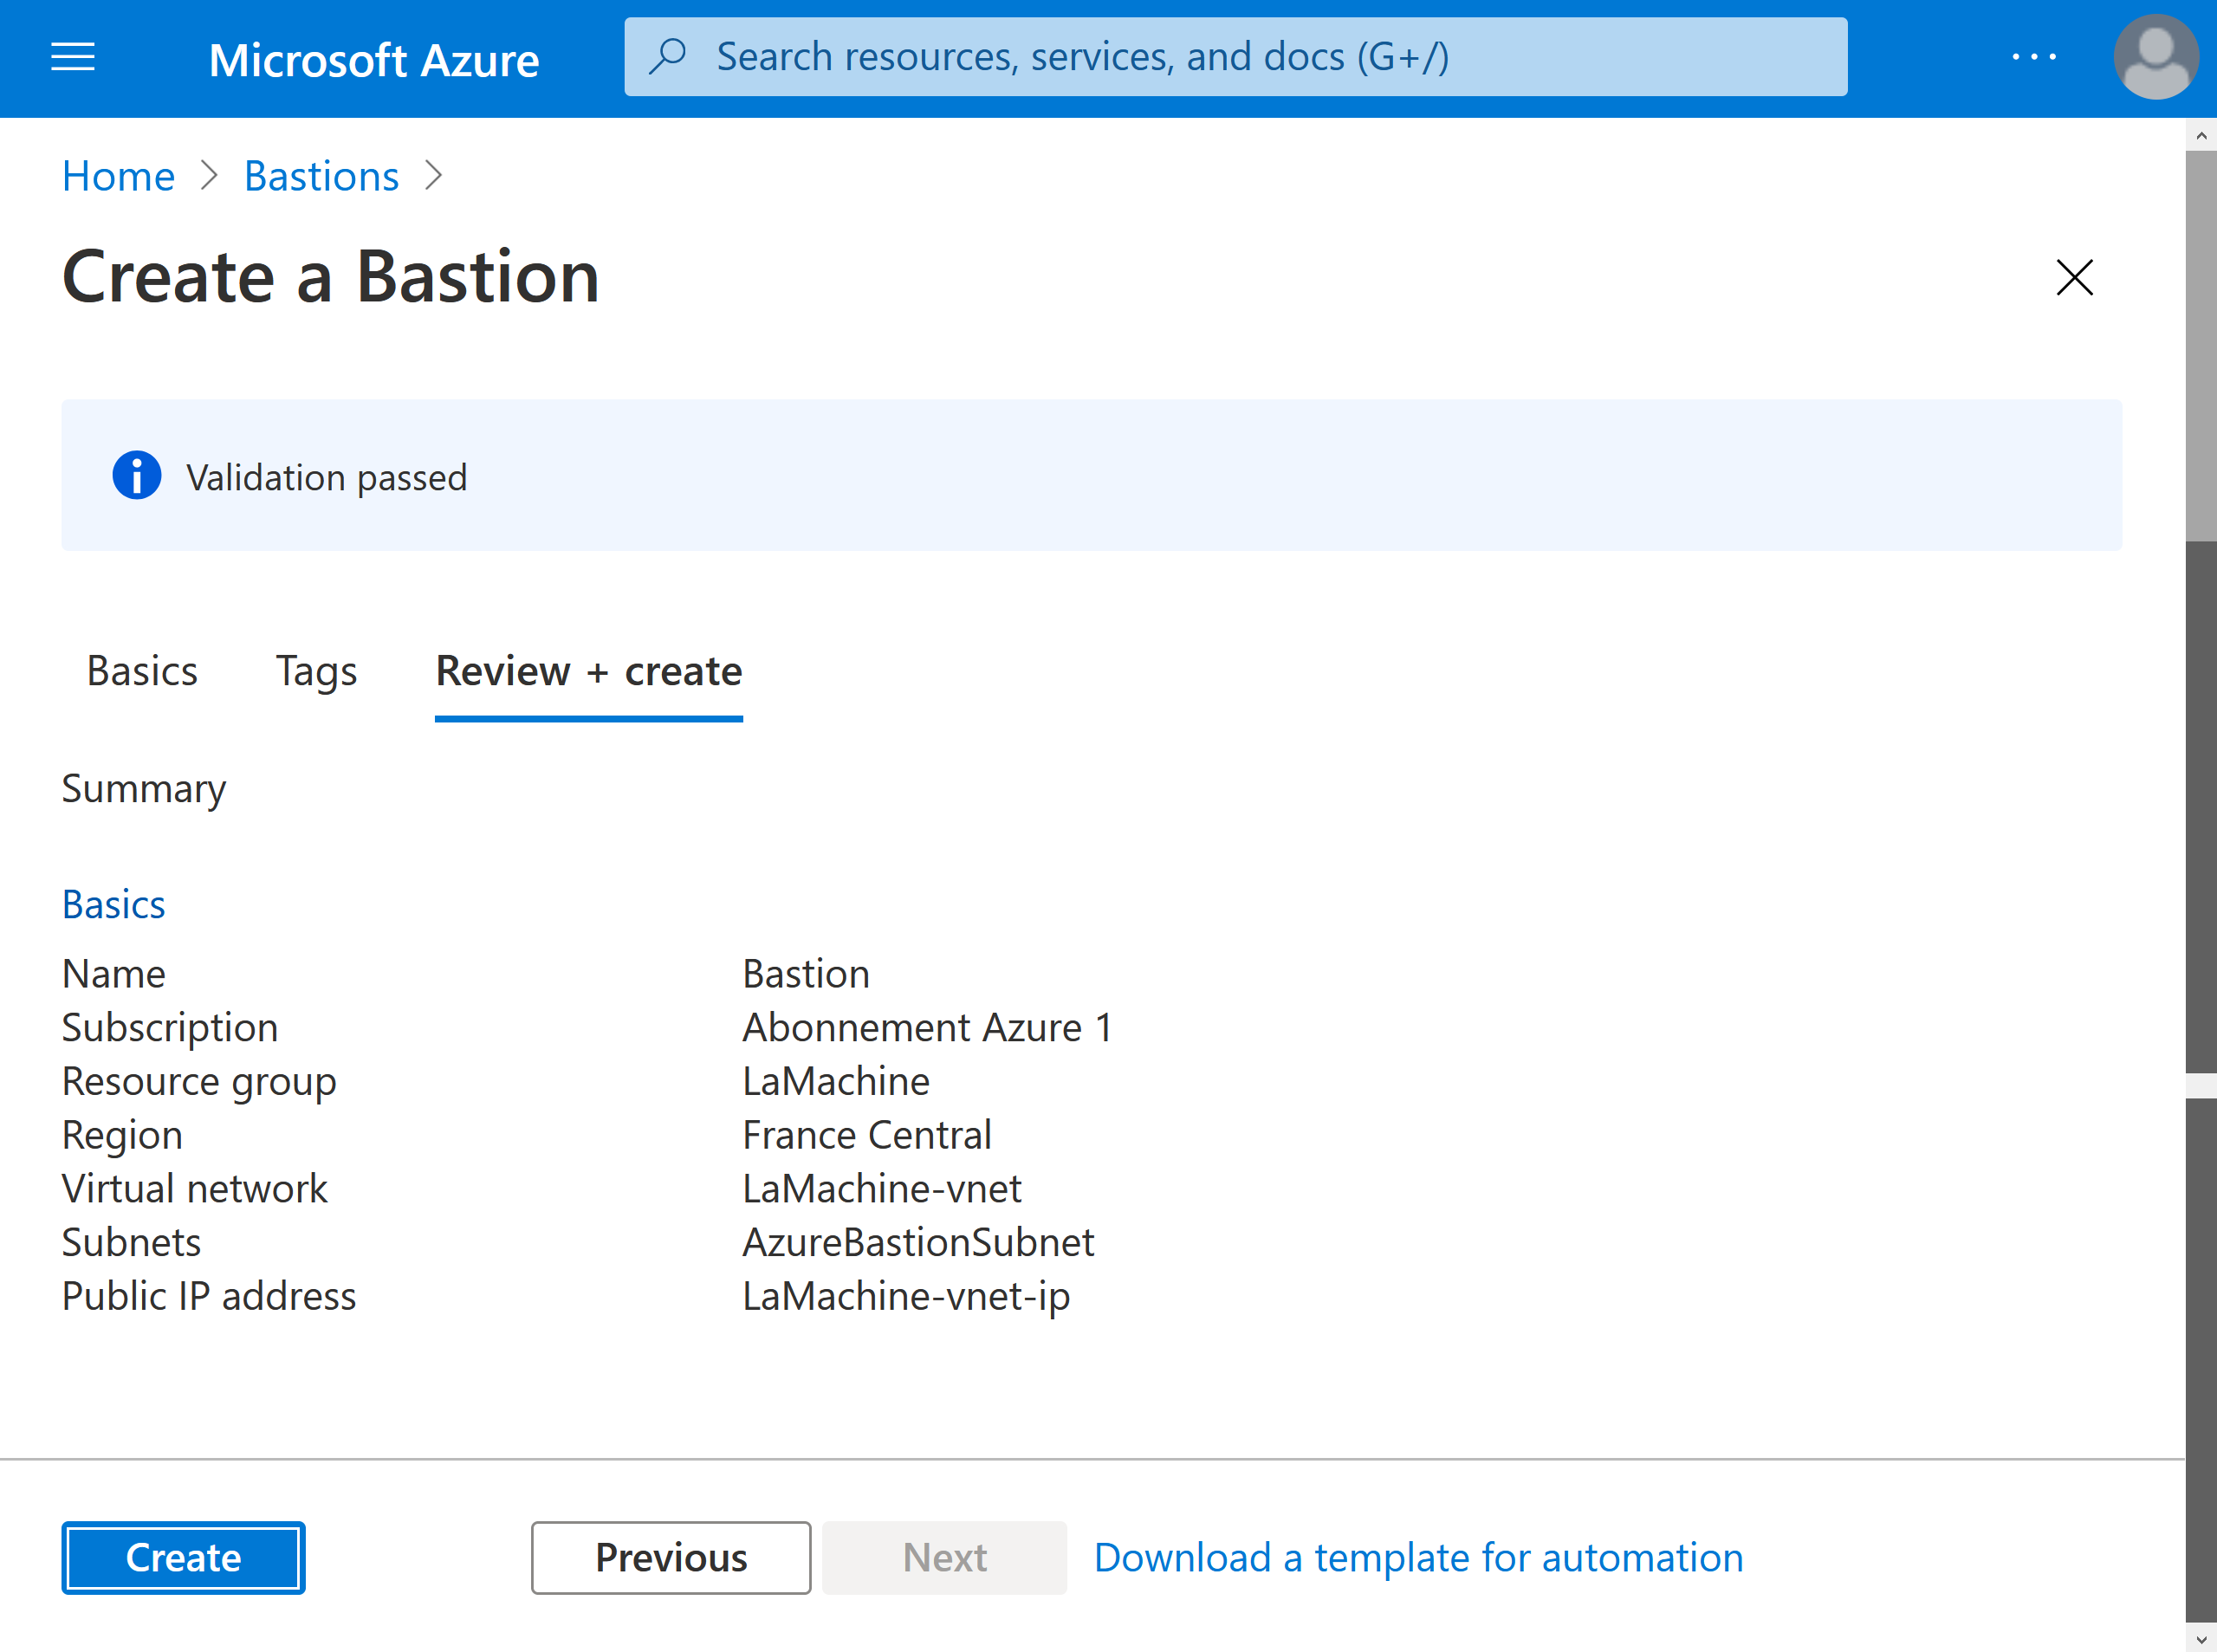 Microsoft Azure
Search resources, services, and docs (G+/)
Home
Bastions
Create a Bastion
Validation passed
Basics
Tags
Review + create
Summary
Basics
Name Bastion
Subscription Abonnement Azure 1
Resource group LaMachine
Region France Central
Virtual network LaMachine-vnet
Subnets AzureBastionSubnet
Public IP address LaMachine-vnet-ip
Create
Previous
Next
Download a template for automation